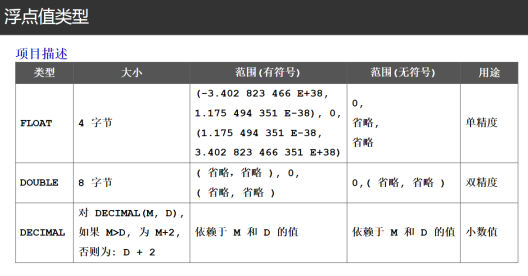 浮点值类型
项目描述
类型 大小 范围(有符号) 范围(无符号) 用途
FLOAT 4 字节 (-3.402 823 466 E+38, 1.175 494 351 E-38), 0, (1.175 494 351 E-38, 3.402 823 466 351 E+38) 0, 省略, 省略 单精度
DOUBLE 8 字节 ( 省略, 省略 ), 0, ( 省略, 省略 ) 0,( 省略, 省略 ) 双精度
DECIMAL 对 DECIMAL(M, D), 如果 M>D, 为 M+2, 否则为: D + 2 依赖于 M 和 D 的值 依赖于 M 和 D 的值 小数值